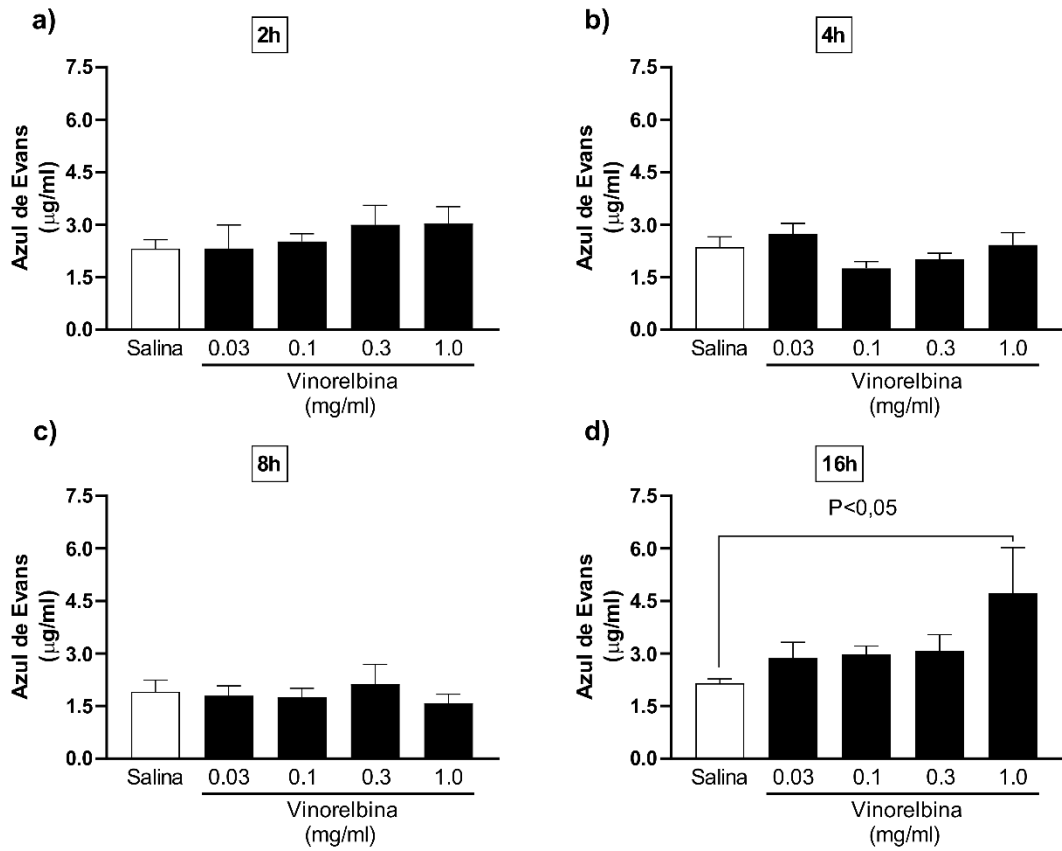 a)
2h
7.5
6.0
4.5
3.0
1.5
0.0
Azul de Evans
(μg/ml)
Salina 0.03 0.1 0.3 1.0
Vinorelbina
(mg/ml)
b)
4h
7.5
6.0
4.5
3.0
1.5
0.0
Azul de Evans
(μg/ml)
Salina 0.03 0.1 0.3 1.0
Vinorelbina
(mg/ml)
c)
8h
7.5
6.0
4.5
3.0
1.5
0.0
Azul de Evans
(μg/ml)
Salina 0.03 0.1 0.3 1.0
Vinorelbina
(mg/ml)
d)
16h
P<0,05
7.5
6.0
4.5
3.0
1.5
0.0
Azul de Evans
(μg/ml)
Salina 0.03 0.1 0.3 1.0
Vinorelbina
(mg/ml)